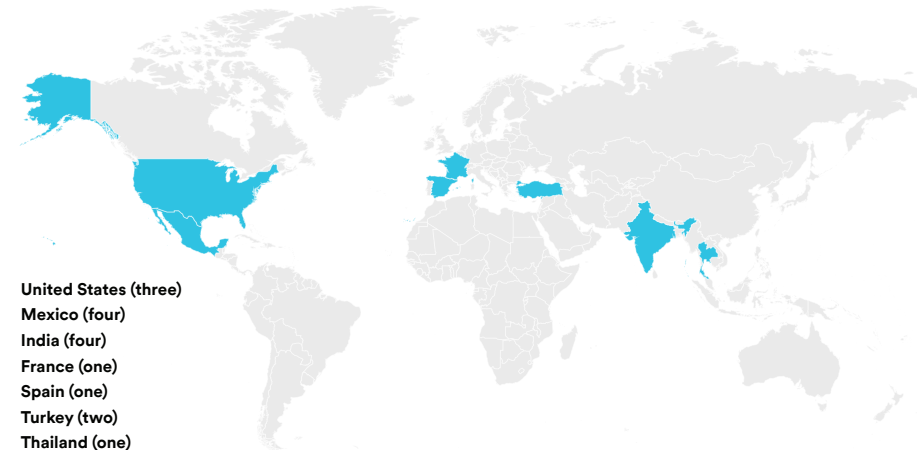 United States (three)
Mexico (four)
India (four)
France (one)
Spain (one)
Turkey (two)
Thailand (one)